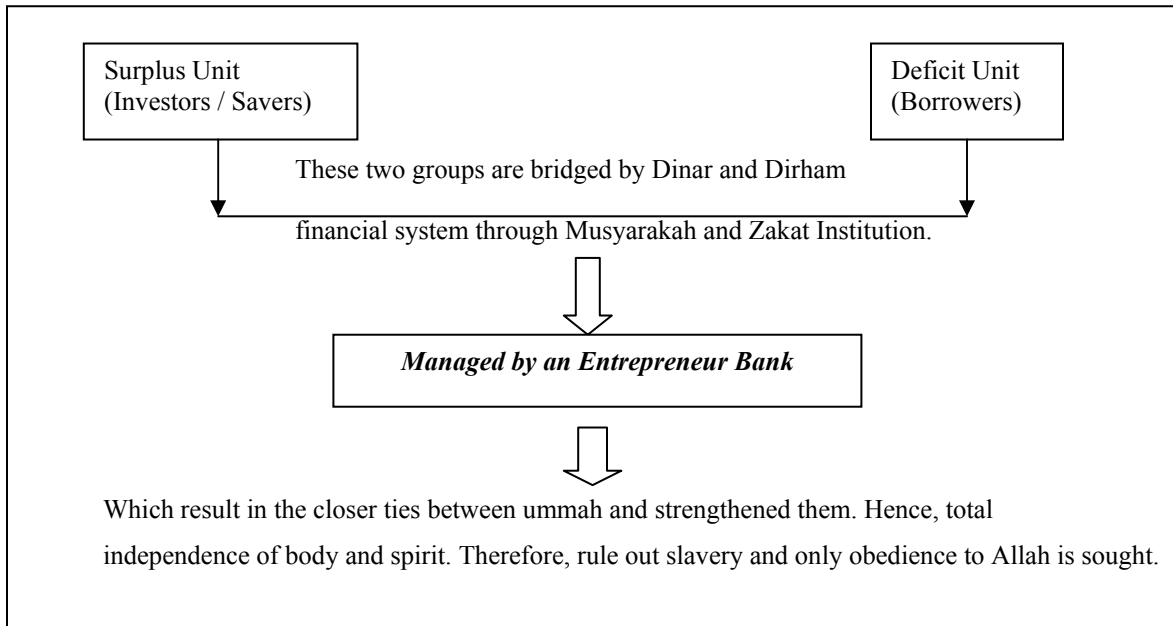 Surplus Unit
(Investors / Savers)
Deficit Unit
(Borrowers)
These two groups are bridged by Dinar and Dirham
financial system through Musyarakah and Zakat Institution.
Managed by an Entrepreneur Bank
Which result in the closer ties between ummah and strengthened them. Hence, total
independence of body and spirit. Therefore, rule out slavery and only obedience to Allah is sought.